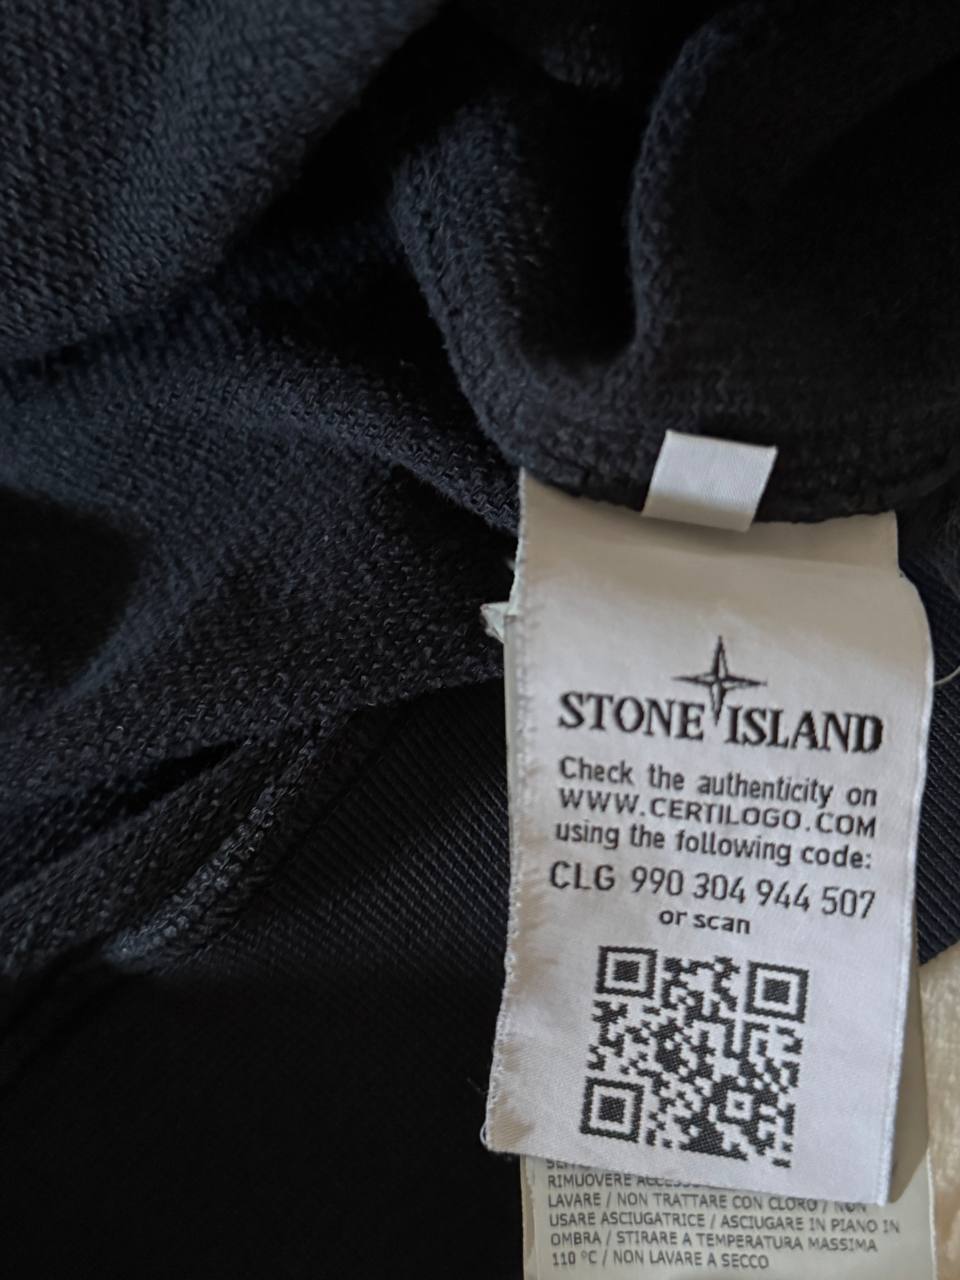 STONE ISLAND
Check the authenticity on
WWW.CERTILOGO.COM
using the following code:
CLG 990 304 944 507
or scan
RIMUOVERE
LAVARE / NON TRATTARE CON CLORO / NON
USARE ASCIUGATRICE / ASCIUGARE IN PIANO IN
OMBRA / STIRARE A TEMPERATURA MASSIMA
110 °C / NON LAVARE A SECCO